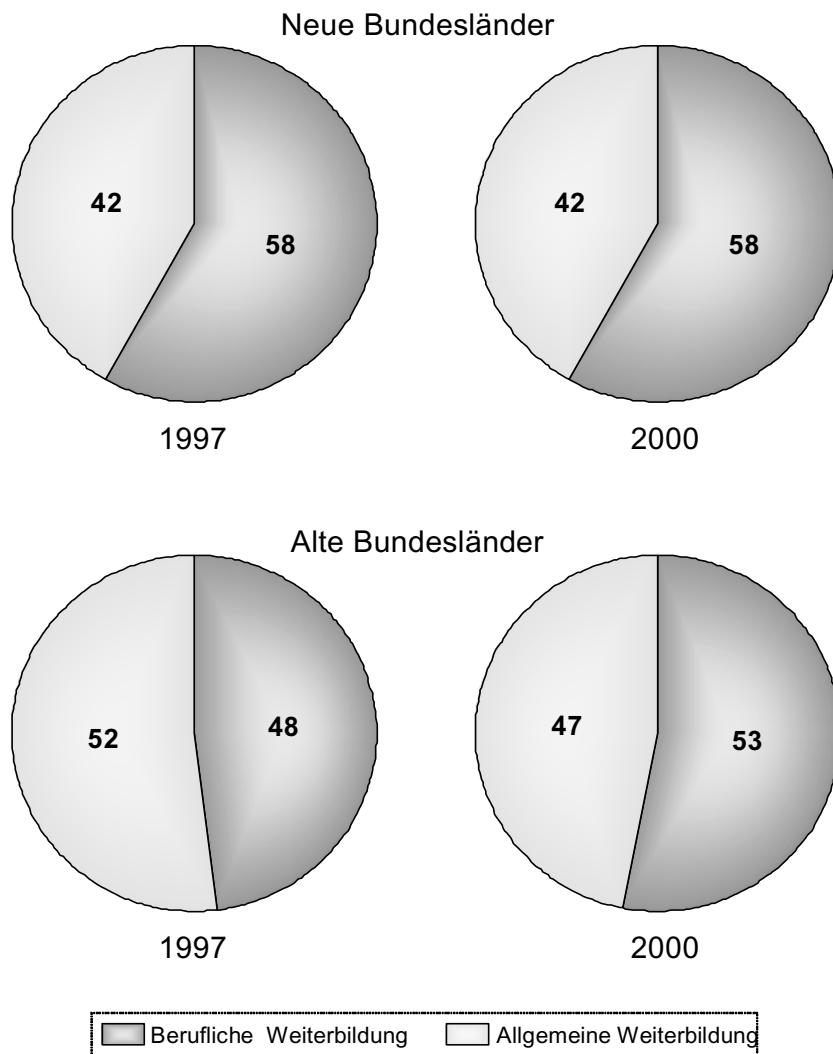 Neue Bundesländer
42 58 42 58
1997 2000
Alte Bundesländer
52 48 47 53
1997 2000
Berufliche Weiterbildung Allgemeine Weiterbildung